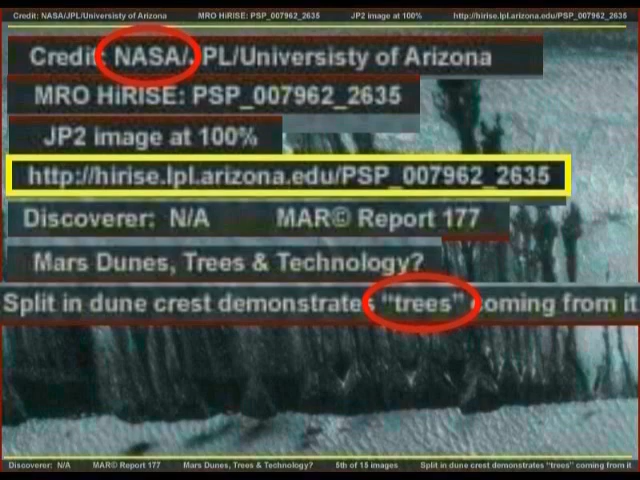 Credit: NASA/JPL/Universisty of Arizona MRO HiRISE: PSP_007962_2635 JP2 image at 100% http://hirise.lpl.arizona.edu/PSP_007962_2635
Credit: NASA/JPL/Universisty of Arizona
MRO HiRISE: PSP_007962_2635
JP2 image at 100%
http://hirise.lpl.arizona.edu/PSP_007962_2635
Discoverer: N/A MAR© Report 177
Mars Dunes, Trees & Technology?
Split in dune crest demonstrates “trees” coming from it
Discoverer: N/A MAR© Report 177 Mars Dunes, Trees & Technology? 5th of 15 images Split in dune crest demonstrates “trees” coming from it